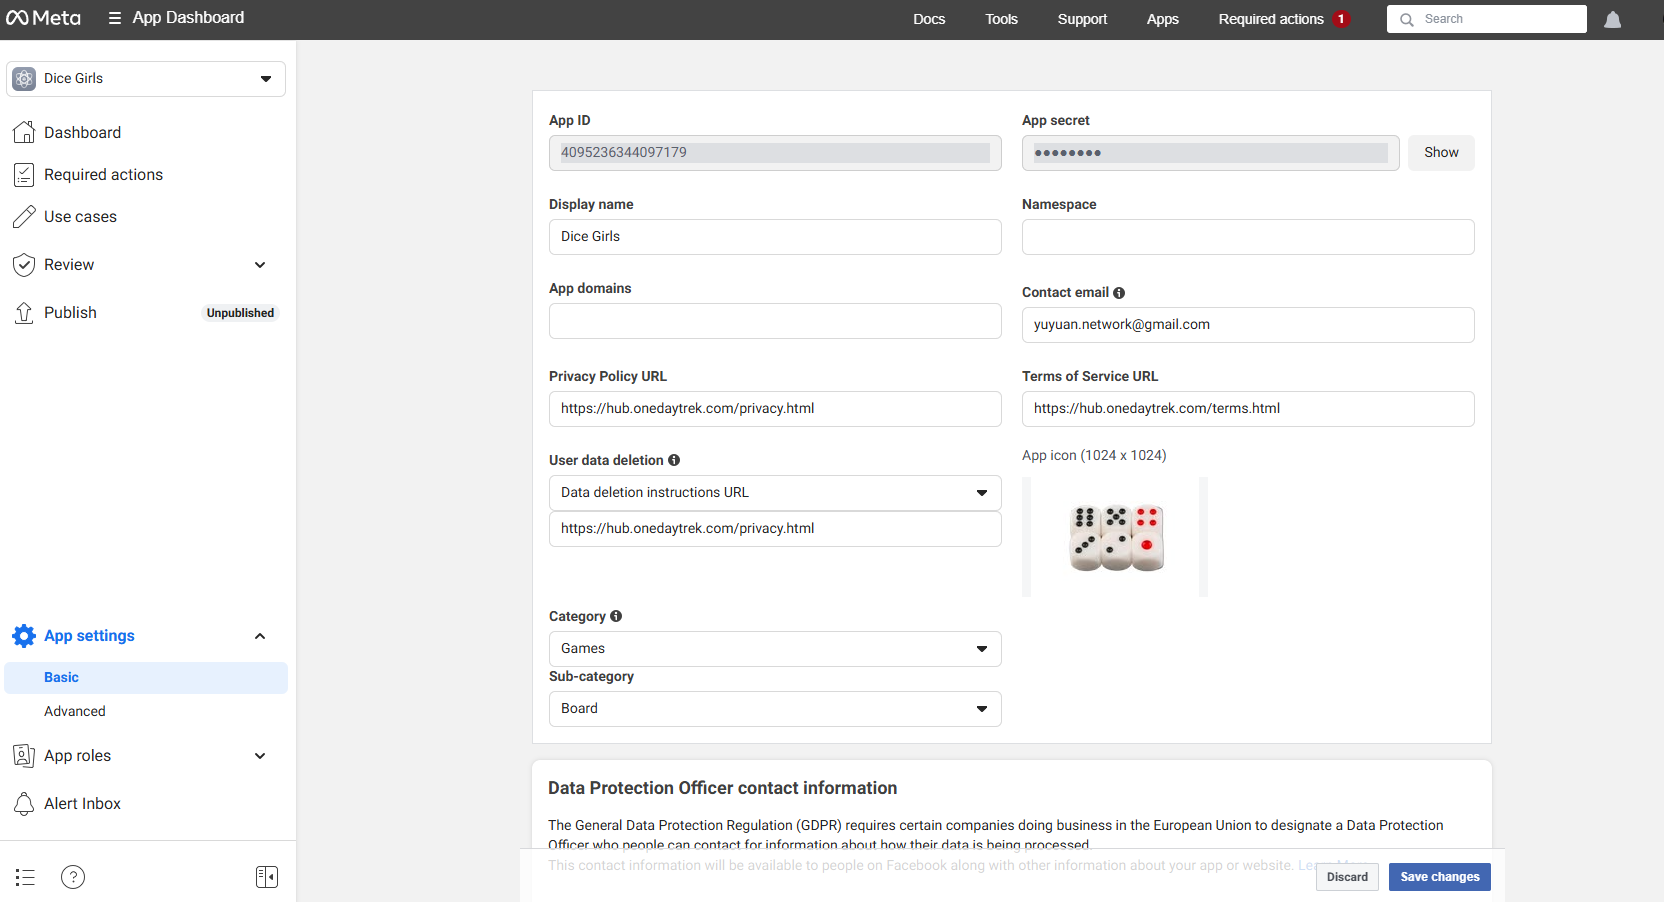 Meta
App Dashboard
Docs
Tools
Support
Apps
Required actions 1
Search
Dice Girls
Dashboard
Required actions
Use cases
Review
Publish
Unpublished
App settings
Basic
Advanced
App roles
Alert Inbox
?
App ID
4095236344097179
App secret
••••••••
Show
Display name
Dice Girls
Namespace
App domains
Contact email
yuyuan.network@gmail.com
Privacy Policy URL
https://hub.onedaytrek.com/privacy.html
Terms of Service URL
https://hub.onedaytrek.com/terms.html
User data deletion
Data deletion instructions URL
https://hub.onedaytrek.com/privacy.html
App icon (1024 x 1024)
Category
Games
Sub-category
Board
Data Protection Officer contact information
The General Data Protection Regulation (GDPR) requires certain companies doing business in the European Union to designate a Data Protection
Officer who people can contact for information about how their data is being processed.
This contact information will be available to people on Facebook along with other information about your app or website.
Discard
Save changes